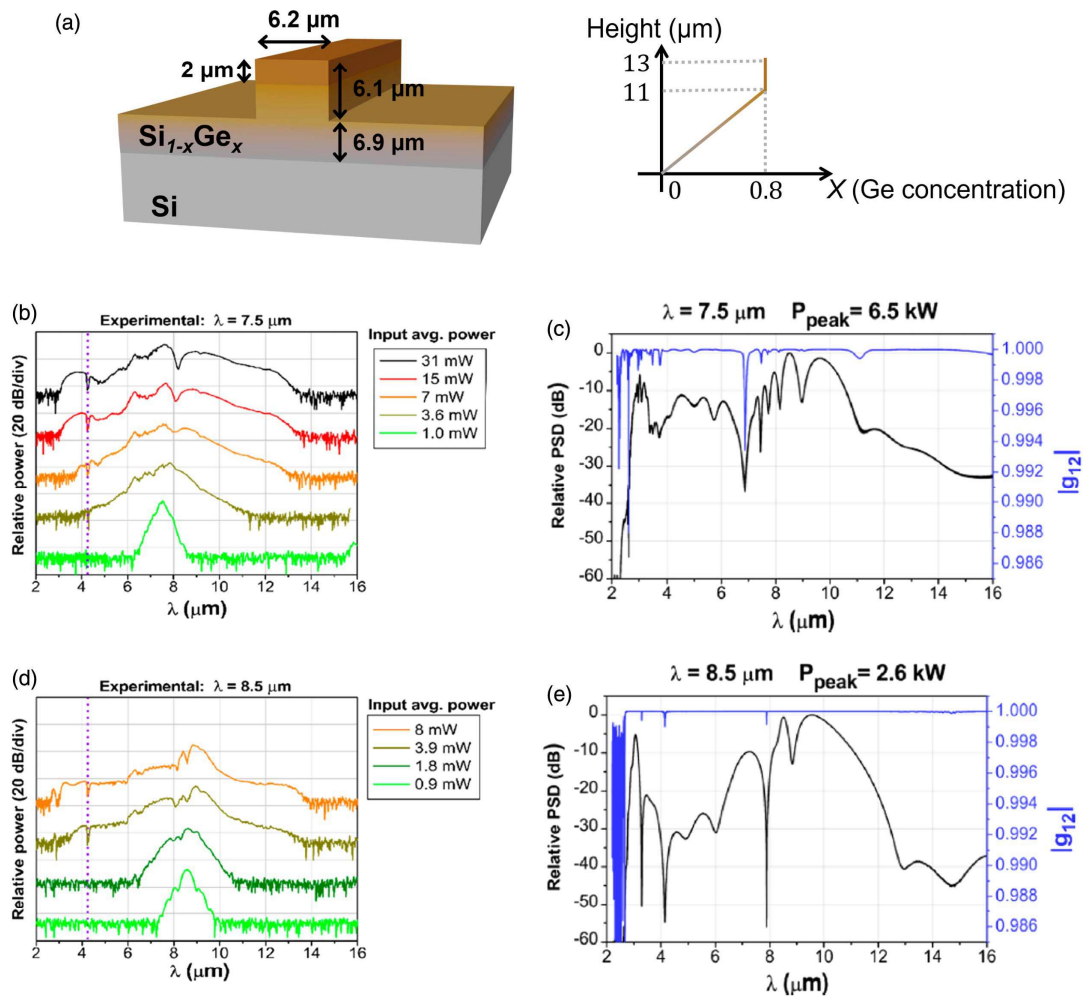 (a)
6.2 µm
2 µm
6.1 µm
6.9 µm
Si1-xGex
Si
Height (µm)
13
11
0
0.8
X (Ge concentration)
(b)
Experimental: λ = 7.5 µm
Relative power (20 dB/div)
2 4 6 8 10 12 14 16
λ (µm)
Input avg. power
31 mW
15 mW
7 mW
3.6 mW
1.0 mW
(c)
λ = 7.5 µm Ppeak= 6.5 kW
Relative PSD (dB)
0
-10
-20
-30
-40
-50
-60
2 4 6 8 10 12 14 16
λ (µm)
1.000
0.998
0.996
0.994
0.992
0.990
0.988
0.986
|g12|
(d)
Experimental: λ = 8.5 µm
Relative power (20 dB/div)
2 4 6 8 10 12 14 16
λ (µm)
Input avg. power
8 mW
3.9 mW
1.8 mW
0.9 mW
(e)
λ = 8.5 µm Ppeak= 2.6 kW
Relative PSD (dB)
0
-10
-20
-30
-40
-50
-60
2 4 6 8 10 12 14 16
λ (µm)
1.000
0.998
0.996
0.994
0.992
0.990
0.988
0.986
|g12|